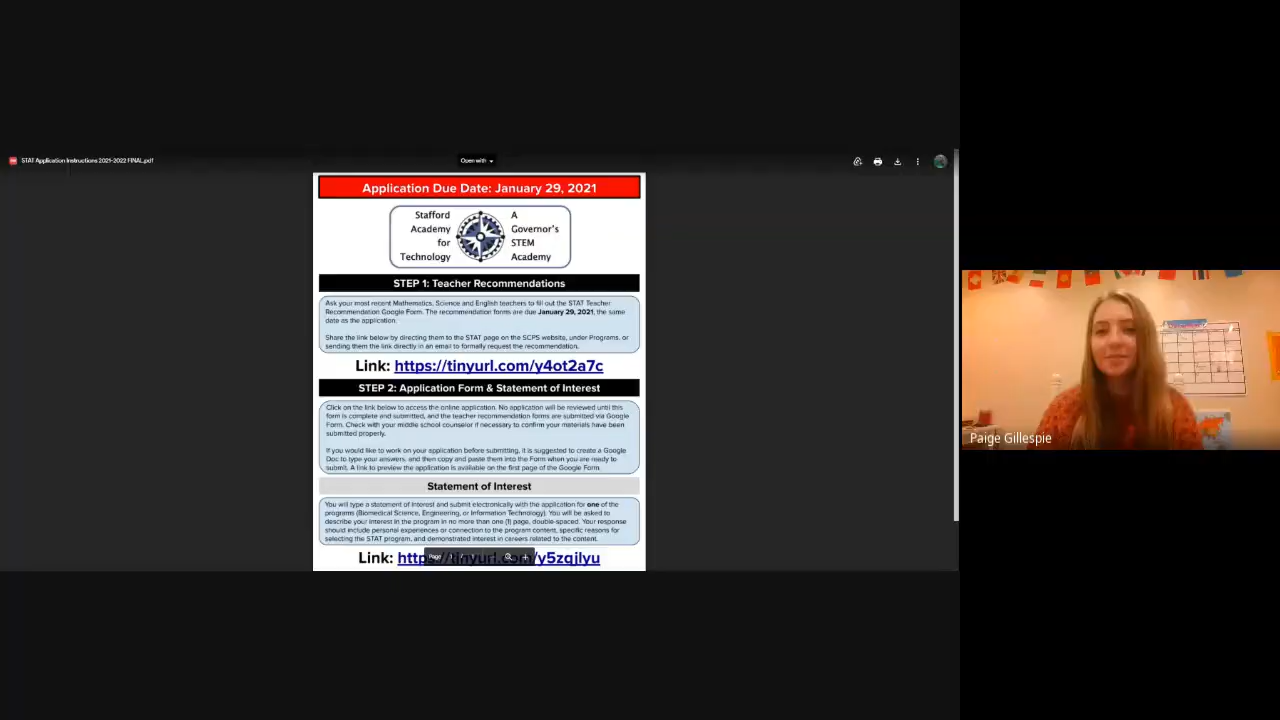 STAT Application Instructions 2021-2022 FINAL.pdf
Open with
Application Due Date: January 29, 2021
Stafford
Academy
for
Technology
A
Governor's
STEM
Academy
STEP 1: Teacher Recommendations
Ask your most recent Mathematics, Science and English teachers to fill out the STAT Teacher
Recommendation Google Form. The recommendation forms are due January 29, 2021, the same
date as the application.
Share the link below by directing them to the STAT page on the SCPS website, under Programs, or
sending them the link directly in an email to formally request the recommendation.
Link: https://tinyurl.com/y4ot2a7c
STEP 2: Application Form & Statement of Interest
Click on the link below to access the online application. No application will be reviewed until this
form is complete and submitted, and the teacher recommendation forms are submitted via Google
Form. Check with your middle school counselor if necessary to confirm your materials have been
submitted properly.
If you would like to work on your application before submitting, it is suggested to create a Google
Doc to type your answers, and then copy and paste them into the Form when you are ready to
submit. A link to preview the application is available on the first page of the Google Form.
Statement of Interest
You will type a statement of interest and submit electronically with the application for one of the
programs (Biomedical Science, Engineering, or Information Technology). You will be asked to
describe your interest in the program in no more than one (1) page, double-spaced. Your response
should include personal experiences or connection to the program content, specific reasons for
selecting the STAT program, and demonstrated interest in careers related to the content.
Link: https://tinyurl.com/y5zqjlyu
Page 1 /
Paige Gillespie